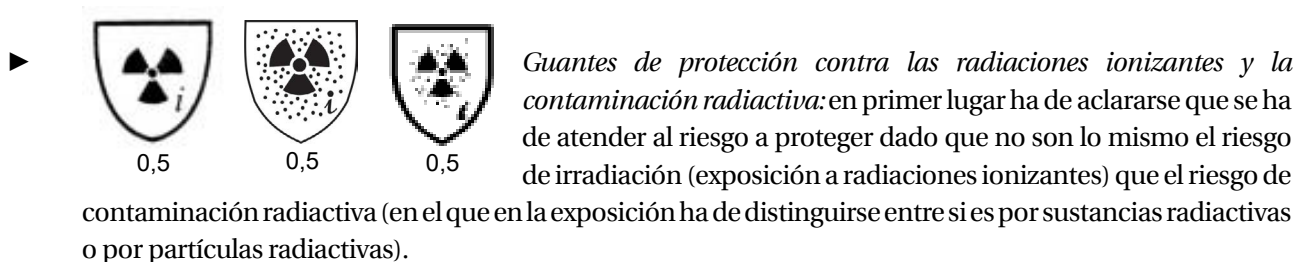 ► Guantes de protección contra las radiaciones ionizantes y la
i i i contaminación radiactiva: en primer lugar ha de aclararse que se ha
de atender al riesgo a proteger dado que no son lo mismo el riesgo
0,5 0,5 0,5 de irradiación (exposición a radiaciones ionizantes) que el riesgo de
contaminación radiactiva (en el que en la exposición ha de distinguirse entre si es por sustancias radiactivas
o por partículas radiactivas).